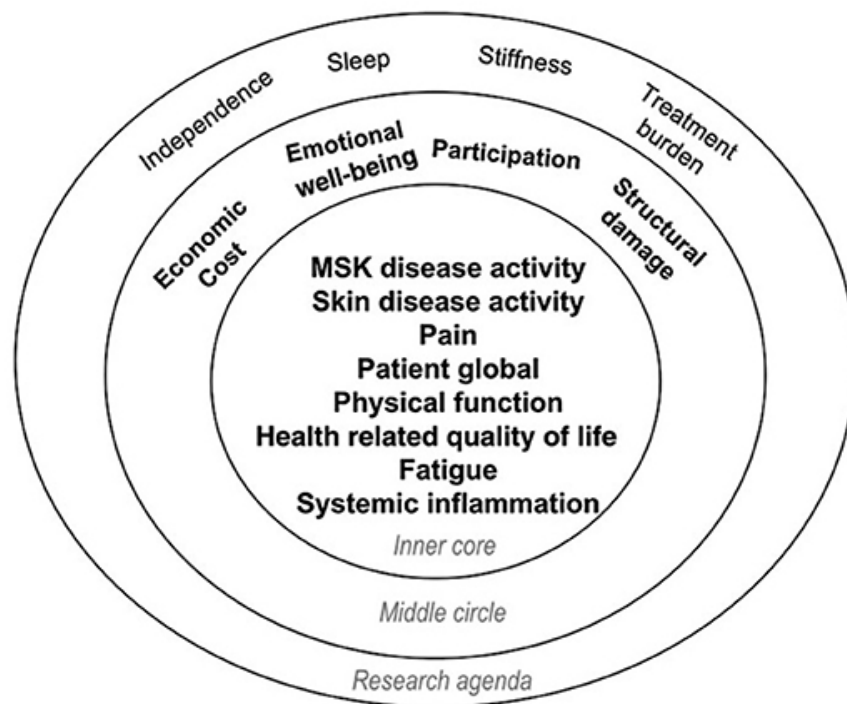 Independence
Sleep
Stiffness
Treatment
burden
Economic
Cost
Emotional
well-being
Participation
Structural
damage
MSK disease activity
Skin disease activity
Pain
Patient global
Physical function
Health related quality of life
Fatigue
Systemic inflammation
Inner core
Middle circle
Research agenda